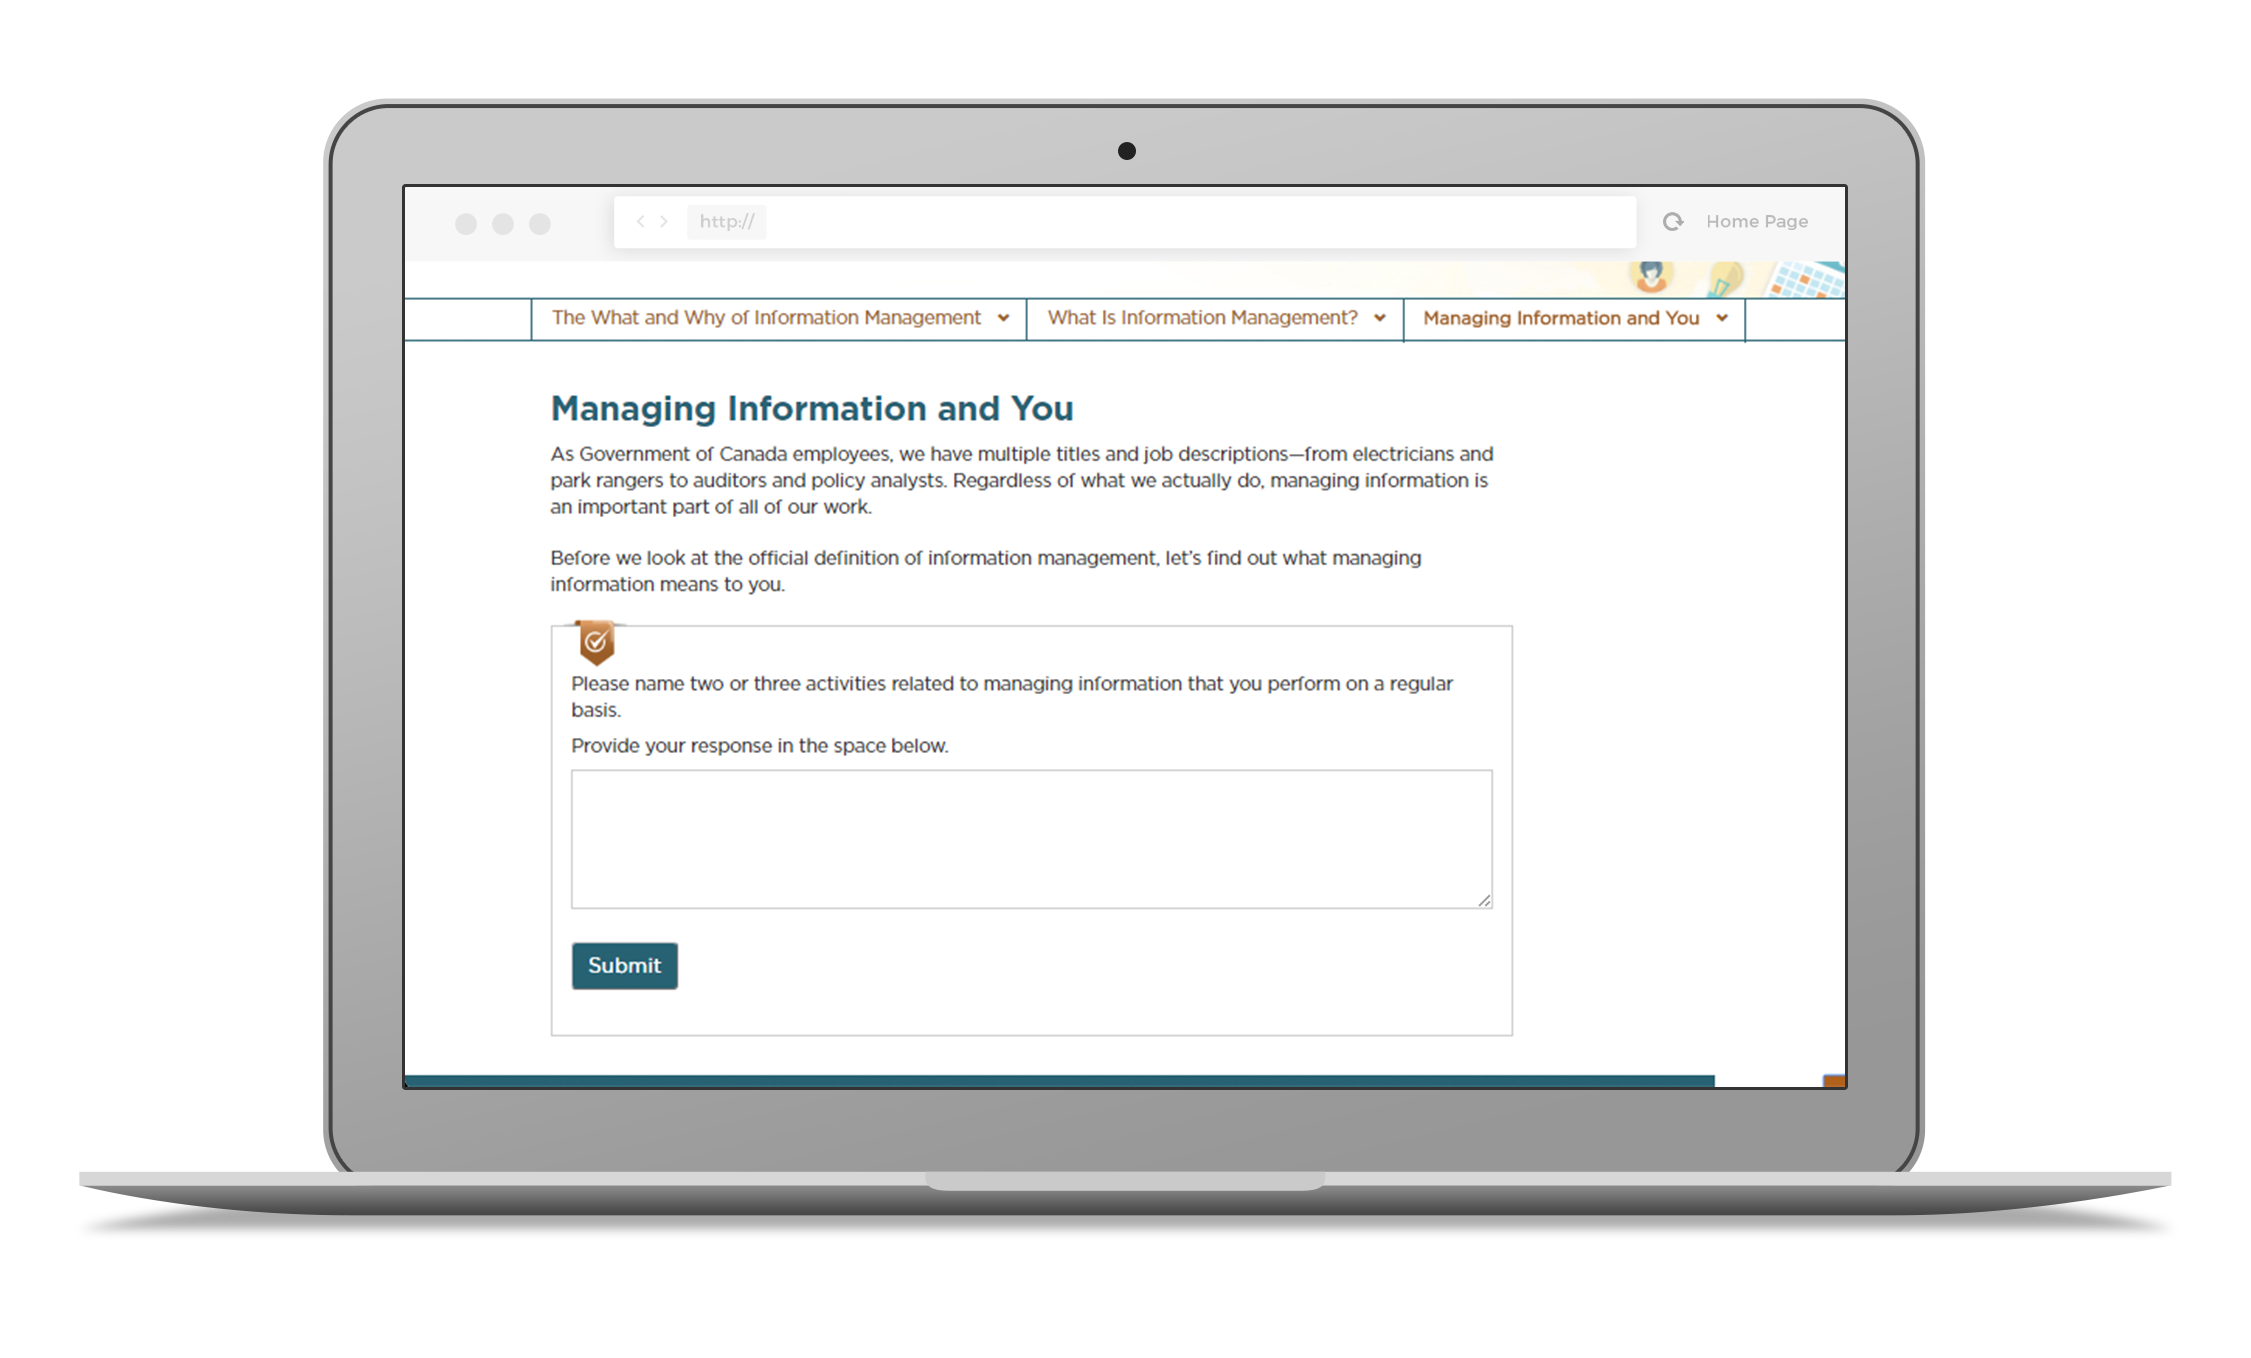 http://
Home Page
The What and Why of Information Management
What Is Information Management?
Managing Information and You
Managing Information and You
As Government of Canada employees, we have multiple titles and job descriptions—from electricians and
park rangers to auditors and policy analysts. Regardless of what we actually do, managing information is
an important part of all of our work.
Before we look at the official definition of information management, let's find out what managing
information means to you.
Please name two or three activities related to managing information that you perform on a regular
basis.
Provide your response in the space below.
Submit